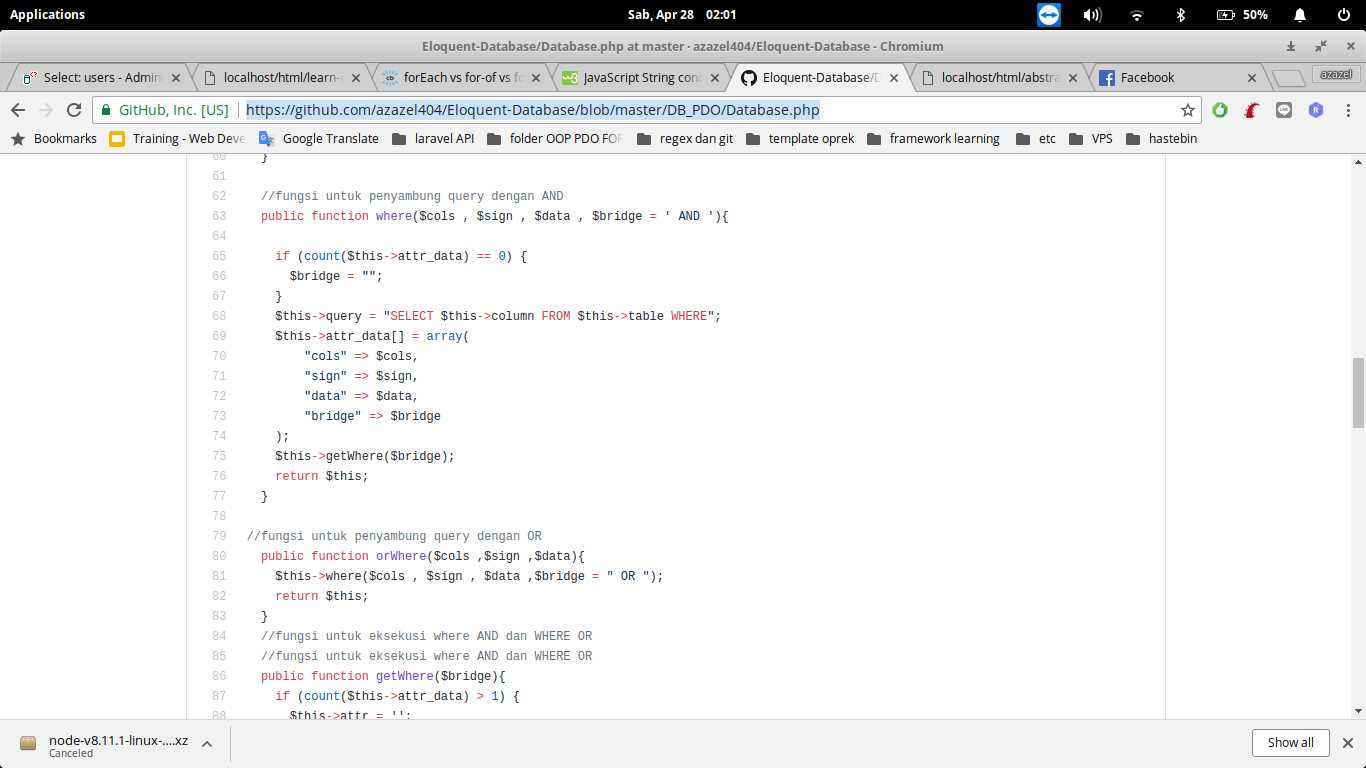 Applications
Sab, Apr 28 02:01
50%
Eloquent-Database/Database.php at master · azazel404/Eloquent-Database - Chromium
Select: users - Admin
localhost/html/learn-
forEach vs for-of vs fo
JavaScript String con
Eloquent-Database/D
localhost/html/abstra
Facebook
azazel
GitHub, Inc. [US]
https://github.com/azazel404/Eloquent-Database/blob/master/DB_PDO/Database.php
Bookmarks
Training - Web Deve
Google Translate
laravel API
folder OOP PDO FOR
regex dan git
template oprek
framework learning
etc
VPS
hastebin
60 }
61
62 //fungsi untuk penyambung query dengan AND
63 public function where($cols , $sign , $data , $bridge = ' AND '){
64
65 if (count($this->attr_data) == 0) {
66 $bridge = "";
67 }
68 $this->query = "SELECT $this->column FROM $this->table WHERE";
69 $this->attr_data[] = array(
70 "cols" => $cols,
71 "sign" => $sign,
72 "data" => $data,
73 "bridge" => $bridge
74 );
75 $this->getWhere($bridge);
76 return $this;
77 }
78
79 //fungsi untuk penyambung query dengan OR
80 public function orWhere($cols ,$sign ,$data){
81 $this->where($cols , $sign , $data ,$bridge = " OR ");
82 return $this;
83 }
84 //fungsi untuk eksekusi where AND dan WHERE OR
85 //fungsi untuk eksekusi where AND dan WHERE OR
86 public function getWhere($bridge){
87 if (count($this->attr_data) > 1) {
88 $this->attr = '';
node-v8.11.1-linux-....xz
Canceled
Show all